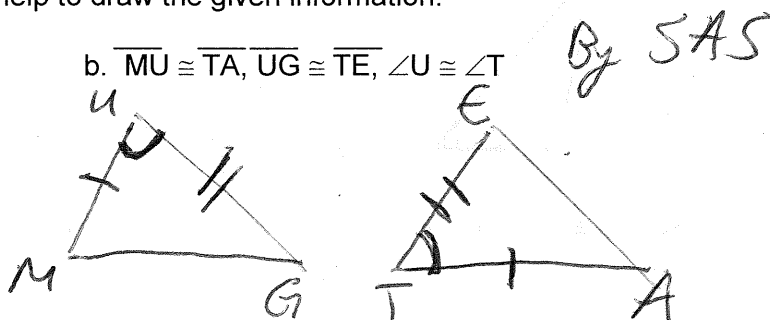 help to draw the given information.
By SAS
b. MU ≅ TA, UG ≅ TE, ∠U ≅ ∠T
U E
M G T A